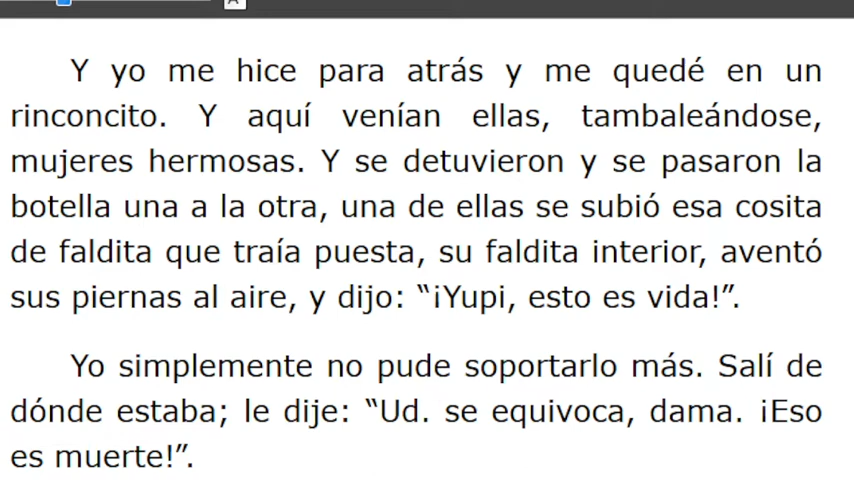 Y yo me hice para atrás y me quedé en un
rinconcito. Y aquí venían ellas, tambaleándose,
mujeres hermosas. Y se detuvieron y se pasaron la
botella una a la otra, una de ellas se subió esa cosita
de faldita que traía puesta, su faldita interior, aventó
sus piernas al aire, y dijo: “¡Yupi, esto es vida!”.
Yo simplemente no pude soportarlo más. Salí de
dónde estaba; le dije: “Ud. se equivoca, dama. ¡Eso
es muerte!”.